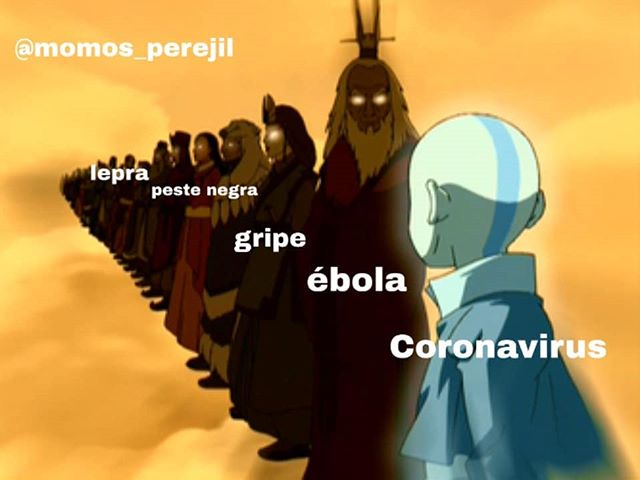 @momos_perejil
lepra
peste negra
gripe
ébola
Coronavirus